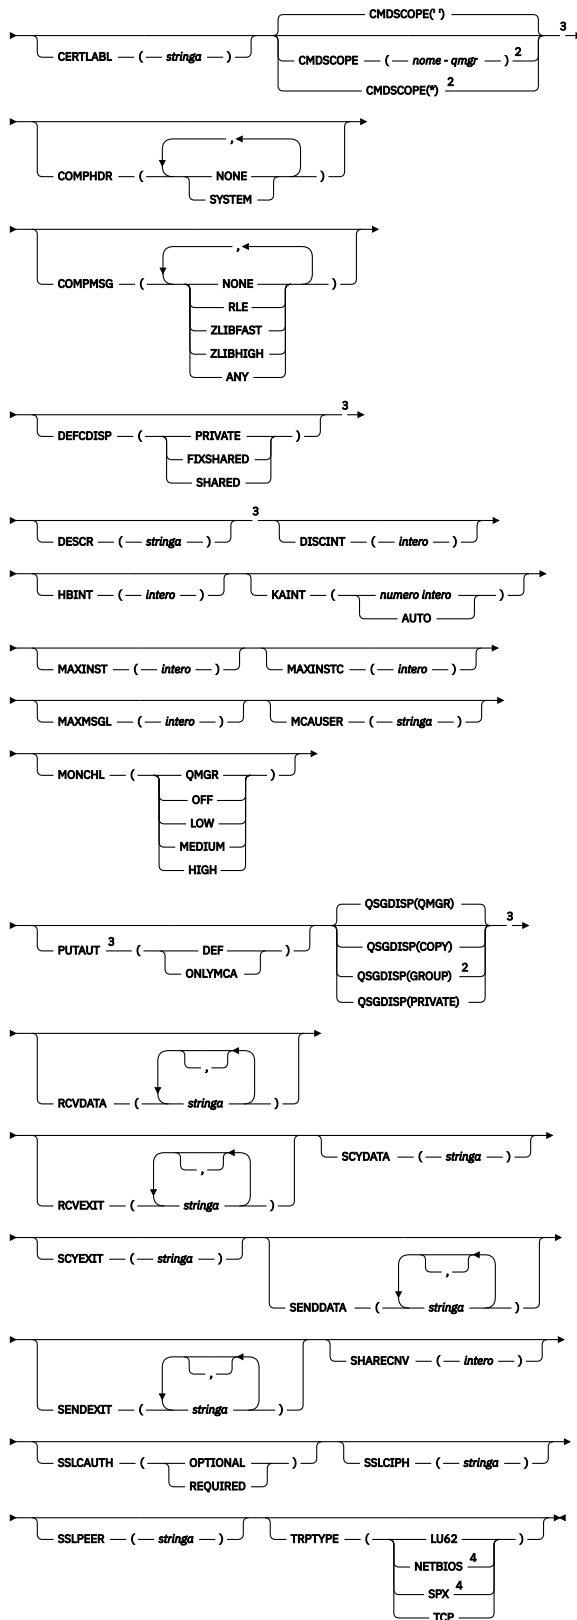 CMDSCOPE(' ')
3
CERTLABL ( stringa )
CMDSCOPE ( nome - qmgr ) 2
CMDSCOPE(*) 2
,
COMPHDR ( NONE )
SYSTEM
,
COMPMSG ( NONE )
RLE
ZLIBFAST
ZLIBHIGH
ANY
3
DEFCDISP ( PRIVATE )
FIXSHARED
SHARED
3
DESCR ( stringa ) DISCINT ( intero )
HBINT ( intero ) KAINT ( numero intero )
AUTO
MAXINST ( intero ) MAXINSTC ( intero )
MAXMSGL ( intero ) MCAUSER ( stringa )
MONCHL ( QMGR )
OFF
LOW
MEDIUM
HIGH
QSGDISP(QMGR)
3
PUTAUT 3 ( DEF ) QSGDISP(COPY)
ONLYMCA QSGDISP(GROUP) 2
QSGDISP(PRIVATE)
,
RCVDATA ( stringa )
,
SCYDATA ( stringa )
RCVEXIT ( stringa )
SCYEXIT ( stringa )
,
SENDDATA ( stringa )
,
SHARECNV ( intero )
SENDEXIT ( stringa )
SSLCAUTH ( OPTIONAL ) SSLCIPH ( stringa )
REQUIRED
SSLPEER ( stringa ) TRPTYPE ( LU62 )
NETBIOS 4
SPX 4
TCP